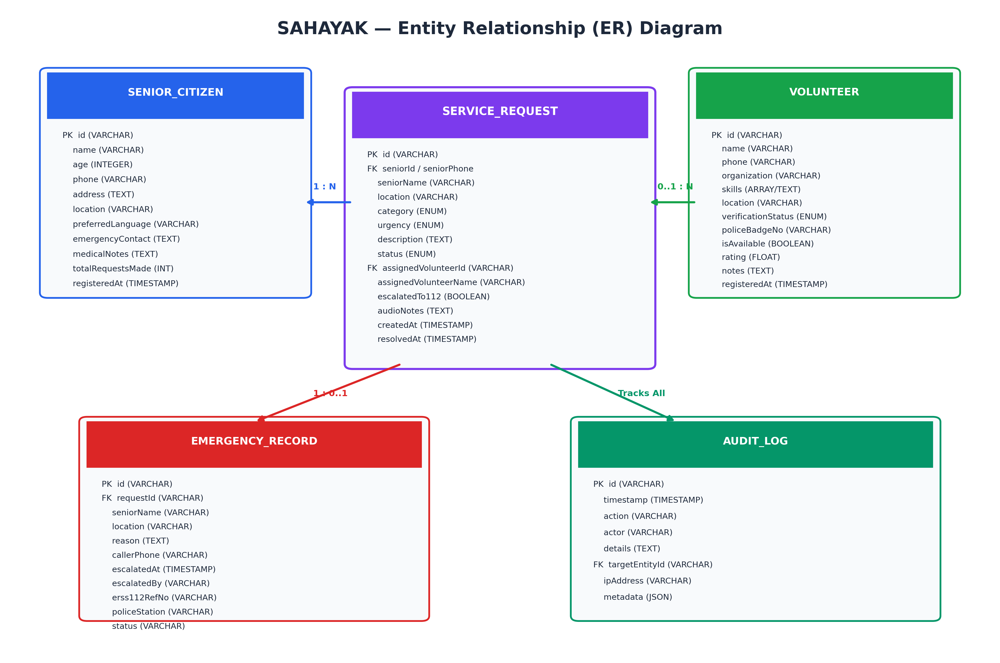 SAHAYAK — Entity Relationship (ER) Diagram
SENIOR_CITIZEN
PK id (VARCHAR)
name (VARCHAR)
age (INTEGER)
phone (VARCHAR)
address (TEXT)
location (VARCHAR)
preferredLanguage (VARCHAR)
emergencyContact (TEXT)
medicalNotes (TEXT)
totalRequestsMade (INT)
registeredAt (TIMESTAMP)
1 : N
SERVICE_REQUEST
PK id (VARCHAR)
FK seniorId / seniorPhone
seniorName (VARCHAR)
location (VARCHAR)
category (ENUM)
urgency (ENUM)
description (TEXT)
status (ENUM)
FK assignedVolunteerId (VARCHAR)
assignedVolunteerName (VARCHAR)
escalatedTo112 (BOOLEAN)
audioNotes (TEXT)
createdAt (TIMESTAMP)
resolvedAt (TIMESTAMP)
0..1 : N
VOLUNTEER
PK id (VARCHAR)
name (VARCHAR)
phone (VARCHAR)
organization (VARCHAR)
skills (ARRAY/TEXT)
location (VARCHAR)
verificationStatus (ENUM)
policeBadgeNo (VARCHAR)
isAvailable (BOOLEAN)
rating (FLOAT)
notes (TEXT)
registeredAt (TIMESTAMP)
1 : 0..1
Tracks All
EMERGENCY_RECORD
PK id (VARCHAR)
FK requestId (VARCHAR)
seniorName (VARCHAR)
location (VARCHAR)
reason (TEXT)
callerPhone (VARCHAR)
escalatedAt (TIMESTAMP)
escalatedBy (VARCHAR)
erss112RefNo (VARCHAR)
policeStation (VARCHAR)
status (VARCHAR)
AUDIT_LOG
PK id (VARCHAR)
timestamp (TIMESTAMP)
action (VARCHAR)
actor (VARCHAR)
details (TEXT)
FK targetEntityId (VARCHAR)
ipAddress (VARCHAR)
metadata (JSON)